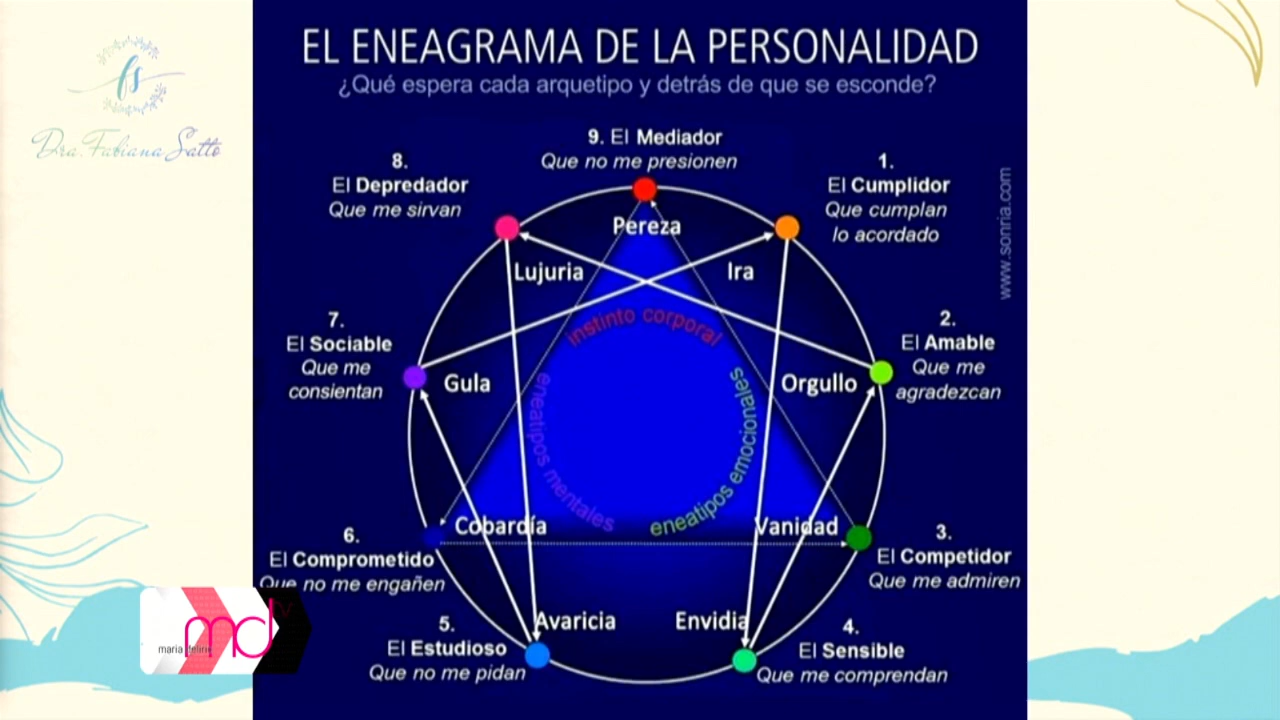 fs
Dra. Fabiana Satto
EL ENEAGRAMA DE LA PERSONALIDAD
¿Qué espera cada arquetipo y detrás de que se esconde?
9. El Mediador
Que no me presionen
8.
El Depredador
Que me sirvan
1.
El Cumplidor
Que cumplan
lo acordado
www.sonria.com
Pereza
Lujuria
Ira
instinto corporal
7.
El Sociable
Que me
consientan
2.
El Amable
Que me
agradezcan
Gula
Orgullo
eneatipos mentales
eneatipos emocionales
Cobardía
Vanidad
6.
El Comprometido
Que no me engañen
3.
El Competidor
Que me admiren
Avaricia
Envidia
5.
El Estudioso
Que no me pidan
4.
El Sensible
Que me comprendan
md tv
maria